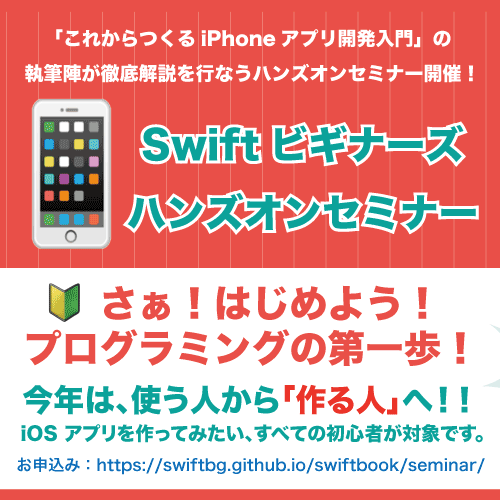 「これからつくる iPhone アプリ開発入門」の
執筆陣が徹底解説を行なうハンズオンセミナー開催！
Swift ビギナーズ
ハンズオンセミナー
さぁ！はじめよう！
プログラミングの第一歩！
今年は、使う人から「作る人」へ！！
iOS アプリを作ってみたい、すべての初心者が対象です。
お申込み：https://swiftbg.github.io/swiftbook/seminar/